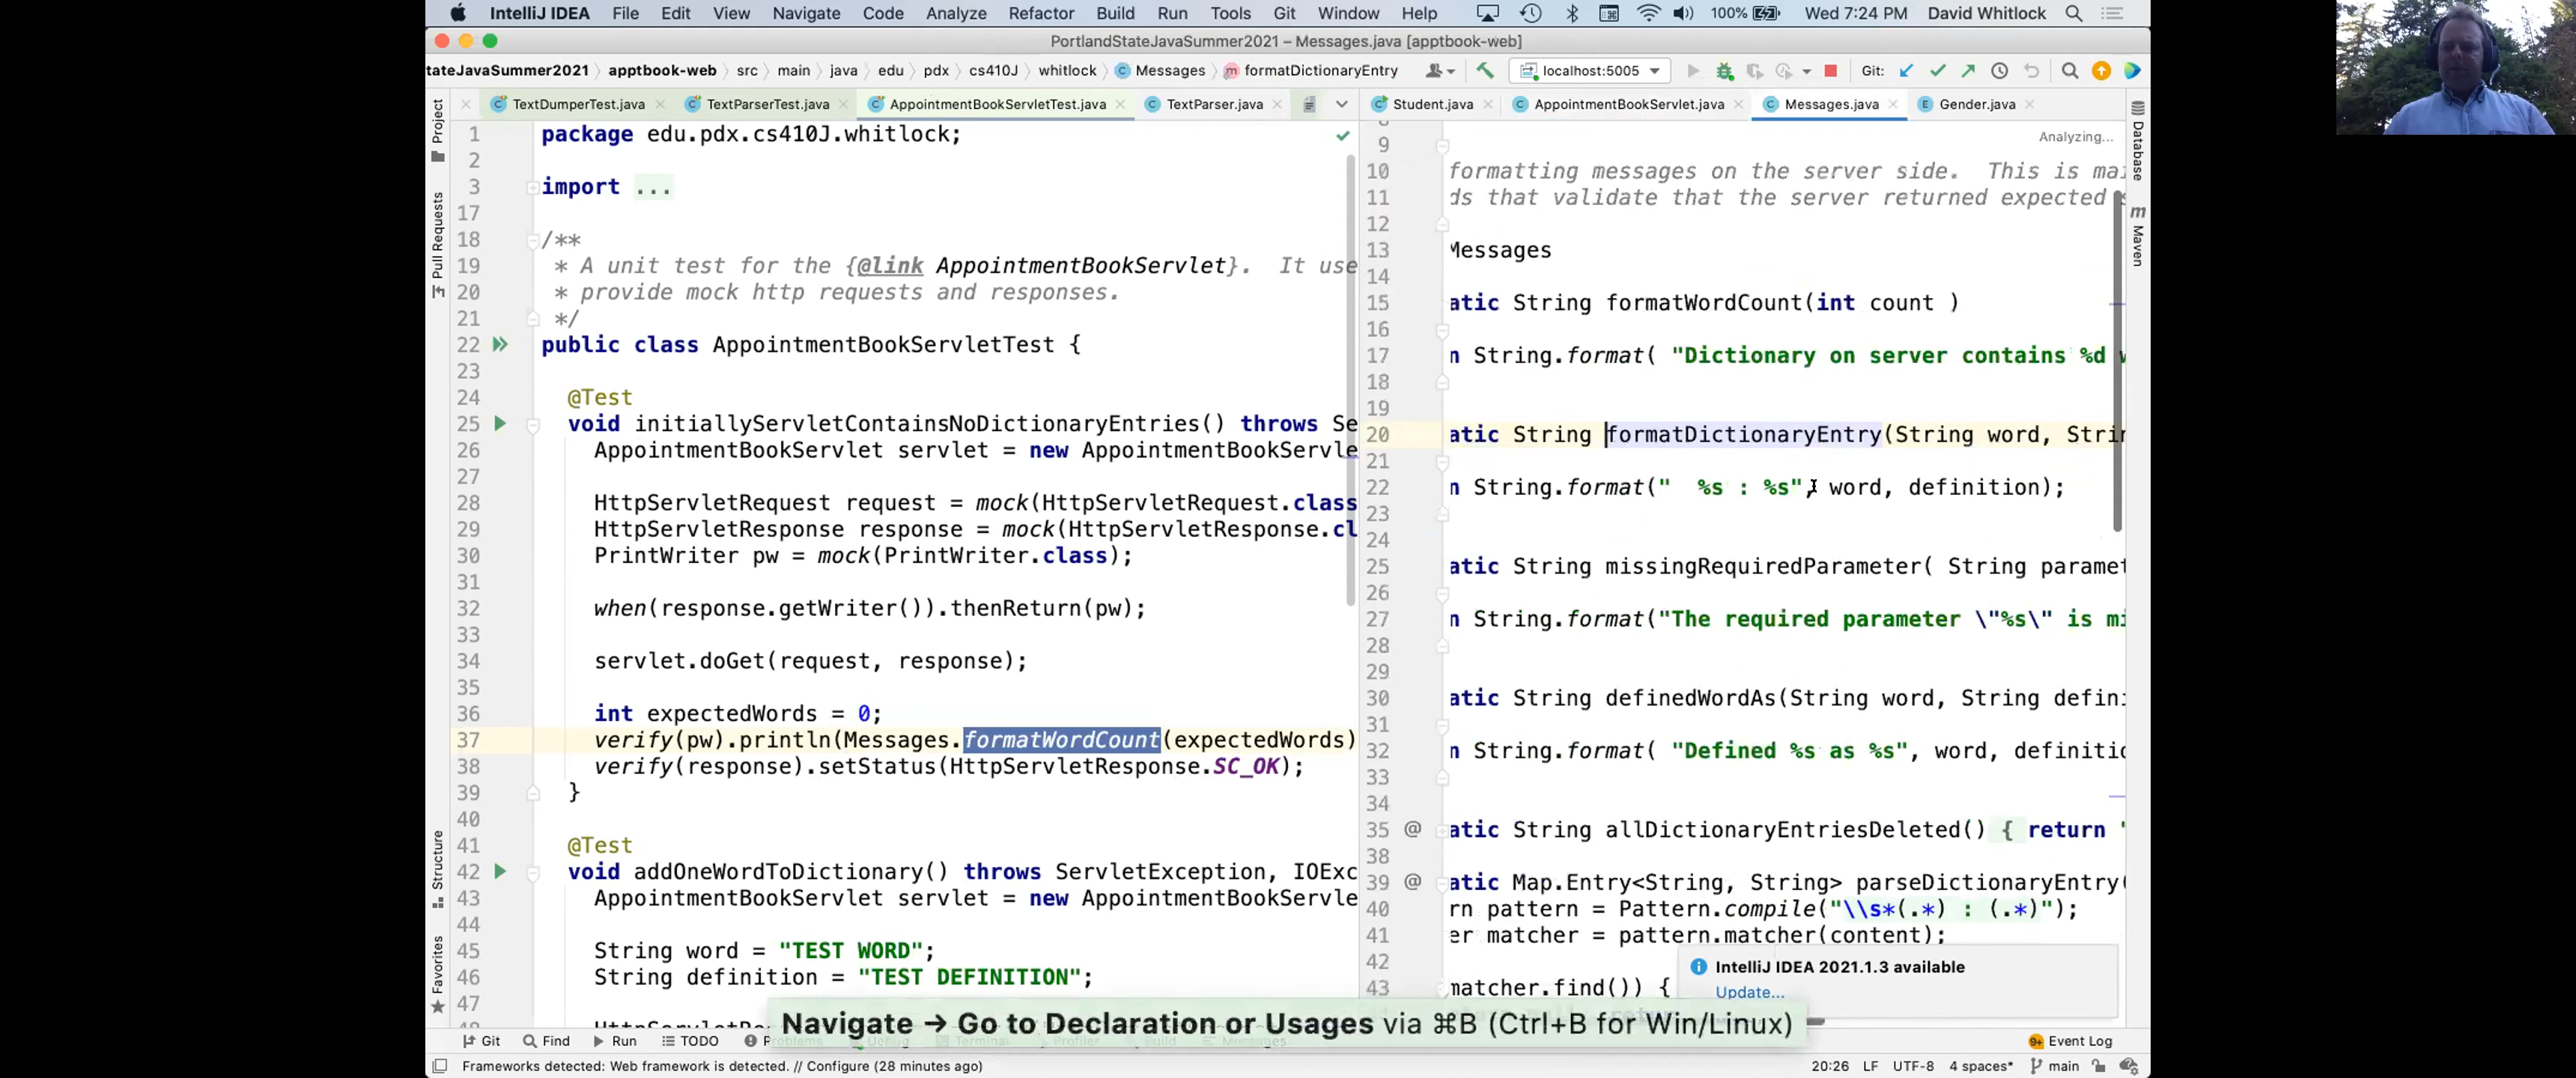 IntelliJ IDEA File Edit View Navigate Code Analyze Refactor Build Run Tools Git Window Help 100% Wed 7:24 PM David Whitlock
PortlandStateJavaSummer2021 – Messages.java [apptbook-web]
tateJavaSummer2021 apptbook-web src main java edu pdx cs410J whitlock Messages formatDictionaryEntry localhost:5005 Git:
TextDumperTest.java TextParserTest.java AppointmentBookServletTest.java TextParser.java Student.java AppointmentBookServlet.java Messages.java Gender.java
Project
Pull Requests
Structure
Favorites
1 package edu.pdx.cs410J.whitlock;
2
3 import ...
17
18 /**
19 * A unit test for the {@link AppointmentBookServlet}. It use
20 * provide mock http requests and responses.
21 */
22 public class AppointmentBookServletTest {
23
24 @Test
25 void initiallyServletContainsNoDictionaryEntries() throws Se
26 AppointmentBookServlet servlet = new AppointmentBookServle
27
28 HttpServletRequest request = mock(HttpServletRequest.class
29 HttpServletResponse response = mock(HttpServletResponse.cl
30 PrintWriter pw = mock(PrintWriter.class);
31
32 when(response.getWriter()).thenReturn(pw);
33
34 servlet.doGet(request, response);
35
36 int expectedWords = 0;
37 verify(pw).println(Messages.formatWordCount(expectedWords)
38 verify(response).setStatus(HttpServletResponse.SC_OK);
39 }
40
41 @Test
42 void addOneWordToDictionary() throws ServletException, IOExc
43 AppointmentBookServlet servlet = new AppointmentBookServle
44
45 String word = "TEST WORD";
46 String definition = "TEST DEFINITION";
47
Analyzing...
9
10 formatting messages on the server side. This is mai
11 ds that validate that the server returned expected s
12
13 Messages
14
15 atic String formatWordCount(int count )
16
17 n String.format( "Dictionary on server contains %d w
18
19
20 atic String formatDictionaryEntry(String word, Strin
21
22 n String.format("  %s : %s", word, definition);
23
24
25 atic String missingRequiredParameter( String paramet
26
27 n String.format("The required parameter \"%s\" is mi
28
29
30 atic String definedWordAs(String word, String defini
31
32 n String.format( "Defined %s as %s", word, definitio
33
34
35 @ atic String allDictionaryEntriesDeleted() { return "
38
39 @ atic Map.Entry<String, String> parseDictionaryEntry(
40 rn pattern = Pattern.compile("\\s*(.*) : (.*)");
41 er matcher = pattern.matcher(content);
42
43 matcher.find()) {
Database
Maven
IntelliJ IDEA 2021.1.3 available
Update...
Navigate → Go to Declaration or Usages via ⌘B (Ctrl+B for Win/Linux)
Git Find Run TODO Problems Debug Terminal Profiler Build Messages 9+ Event Log
Frameworks detected: Web framework is detected. // Configure (28 minutes ago) 20:26 LF UTF-8 4 spaces* main